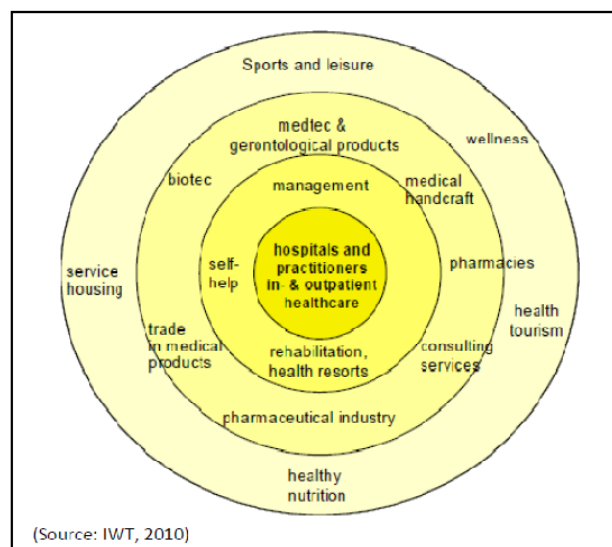 Sports and leisure
wellness
medtec &
gerontological products
biotec
management
medical
handcraft
hospitals and
practitioners
in- & outpatient
healthcare
self-
help
pharmacies
service
housing
health
tourism
trade
in medical
products
rehabilitation,
health resorts
consulting
services
pharmaceutical industry
healthy
nutrition
(Source: IWT, 2010)